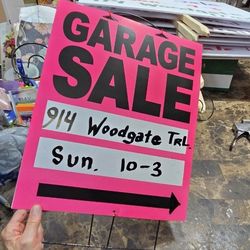 GARAGE
SALE
914 Woodgate TRL
Sun. 10-3